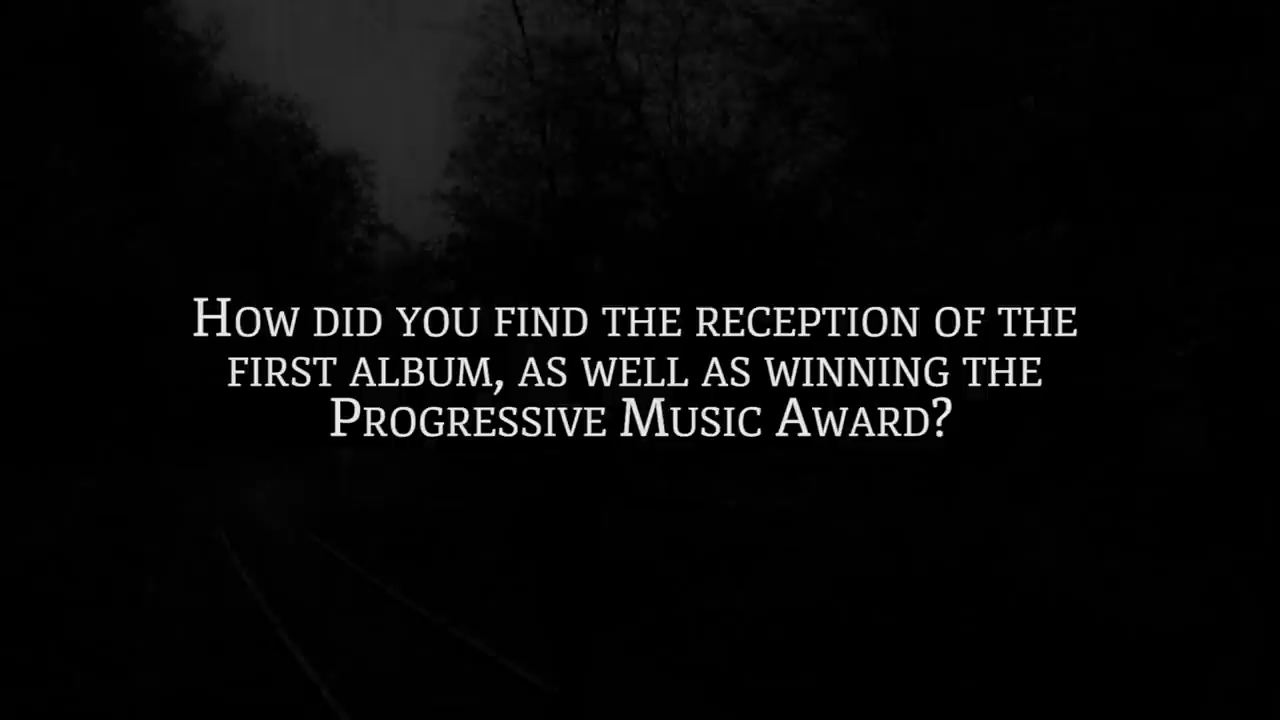 How did you find the reception of the
first album, as well as winning the
Progressive Music Award?